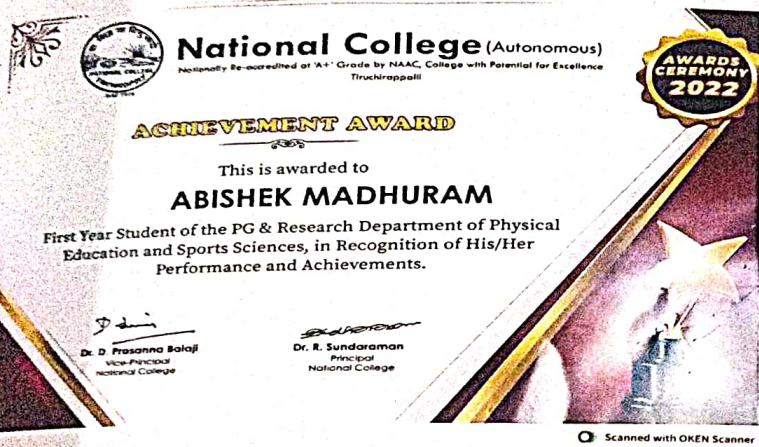 National College (Autonomous)
Nationally Re-accredited at 'A+' Grade by NAAC, College with Potential for Excellence
Tiruchirappalli
NATIONAL COLLEGE
AWARDS
CEREMONY
2022
ACHIEVEMENT AWARD
This is awarded to
ABISHEK MADHURAM
First Year Student of the PG & Research Department of Physical
Education and Sports Sciences, in Recognition of His/Her
Performance and Achievements.
Dr. D. Prasanna Balaji
Vice-Principal
National College
Dr. R. Sundaraman
Principal
National College
Scanned with OKEN Scanner